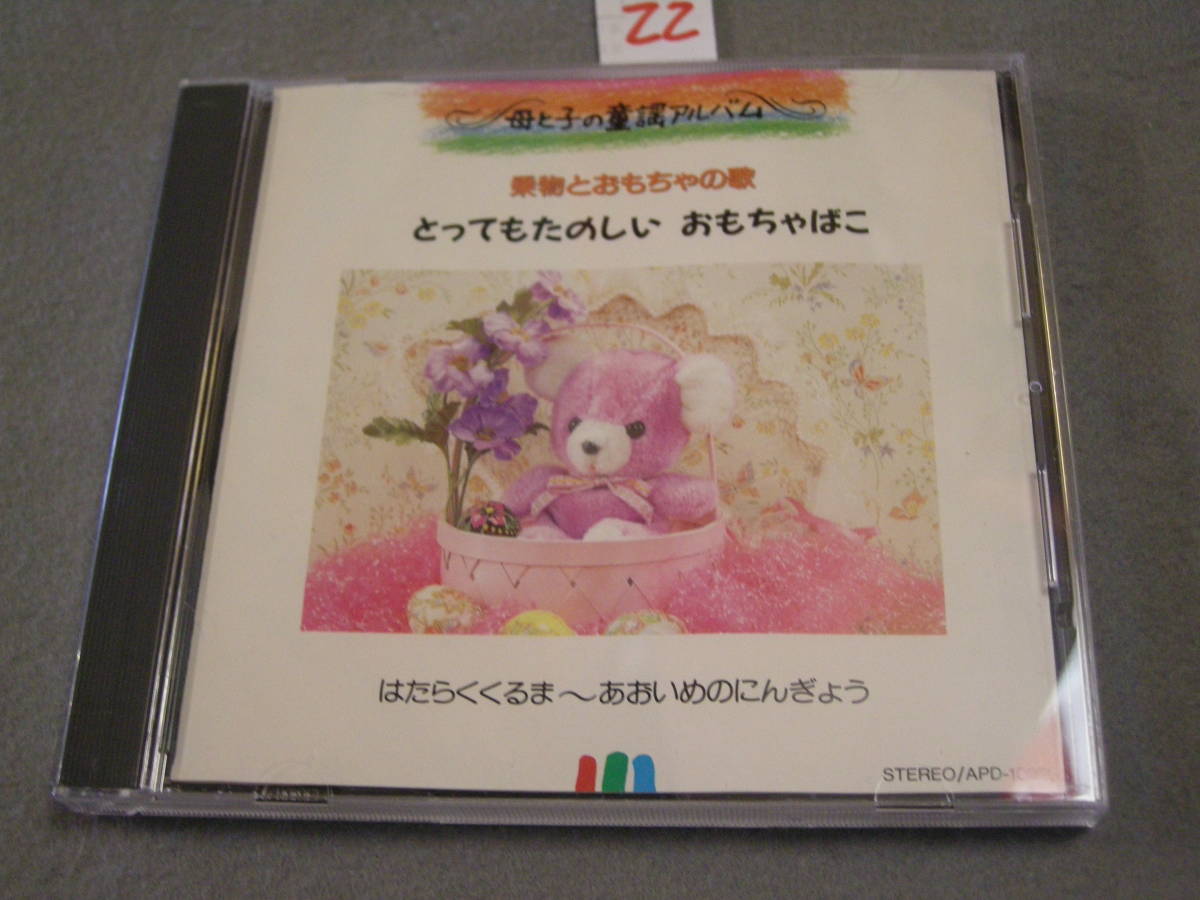 ZZ
母と子の童謡アルバム
乗物とおもちゃの歌
とってもたのしい おもちゃばこ
はたらくくるま～あおいめのにんぎょう
STEREO/APD-